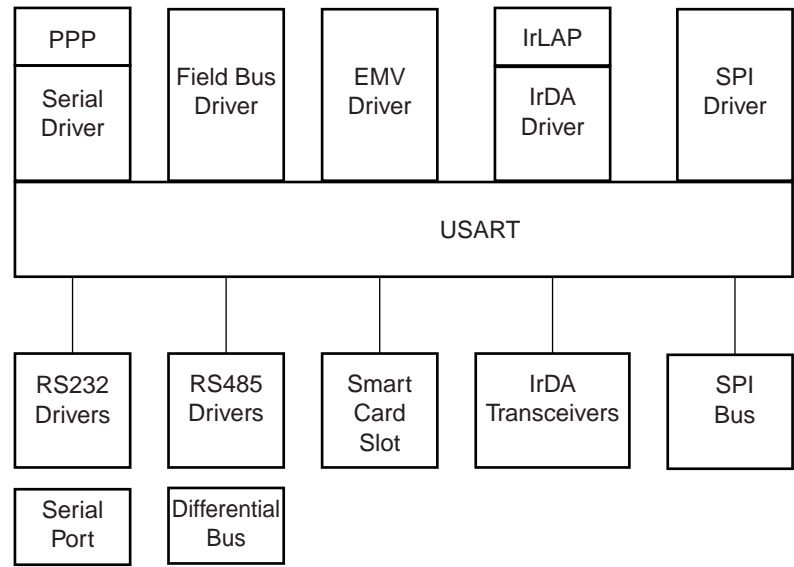 PPP
Serial
Driver
Field Bus
Driver
EMV
Driver
IrLAP
IrDA
Driver
SPI
Driver
USART
RS232
Drivers
RS485
Drivers
Smart
Card
Slot
IrDA
Transceivers
SPI
Bus
Serial
Port
Differential
Bus